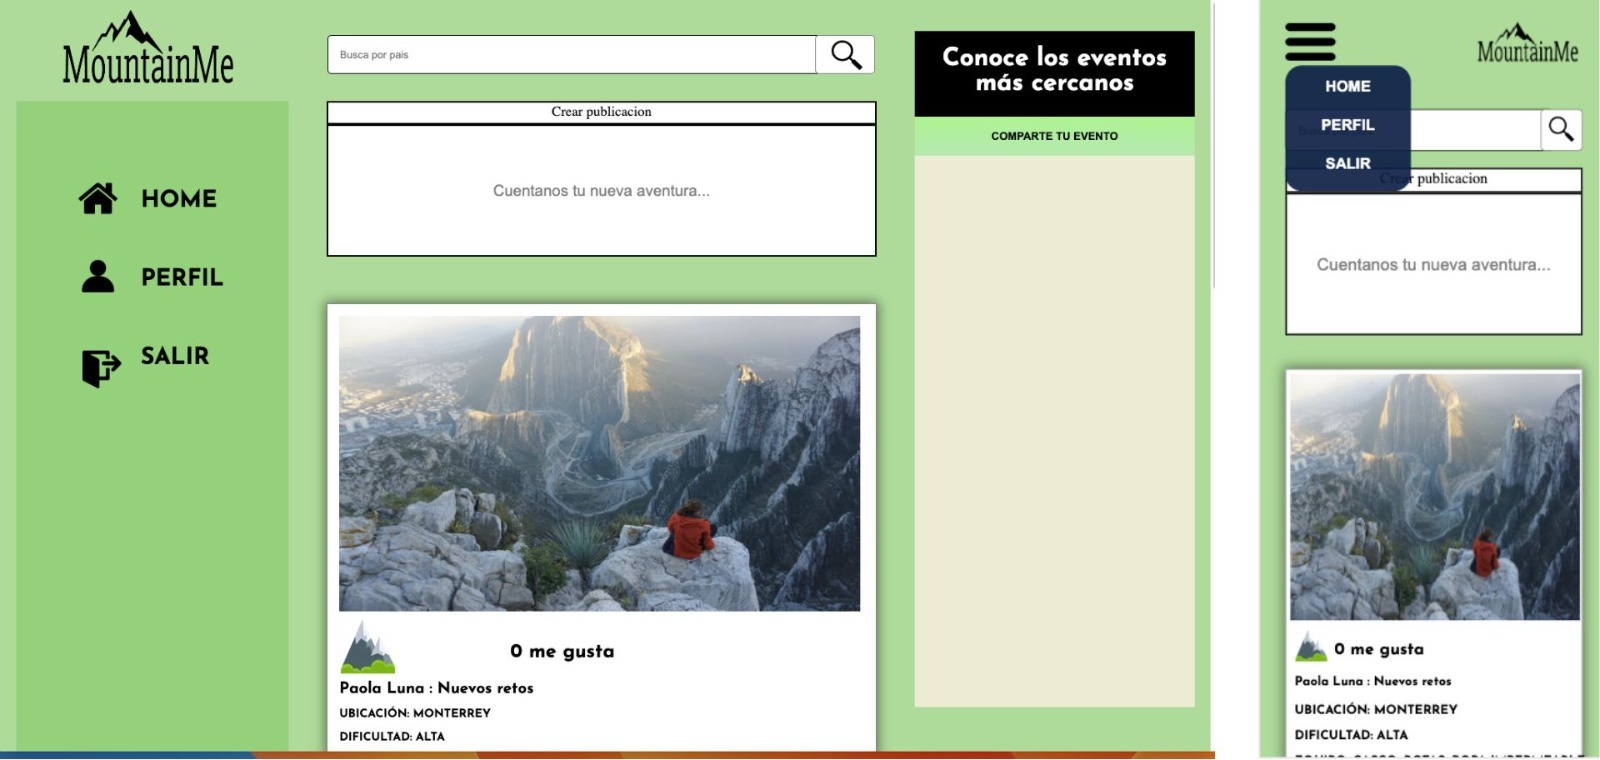 MountainMe
Busca por pais
HOME
PERFIL
SALIR
Crear publicacion
Cuentanos tu nueva aventura...
0 me gusta
Paola Luna : Nuevos retos
UBICACIÓN: MONTERREY
DIFICULTAD: ALTA
Conoce los eventos
más cercanos
COMPARTE TU EVENTO
MountainMe
HOME
PERFIL
SALIR
Crear publicacion
Cuentanos tu nueva aventura...
0 me gusta
Paola Luna : Nuevos retos
UBICACIÓN: MONTERREY
DIFICULTAD: ALTA